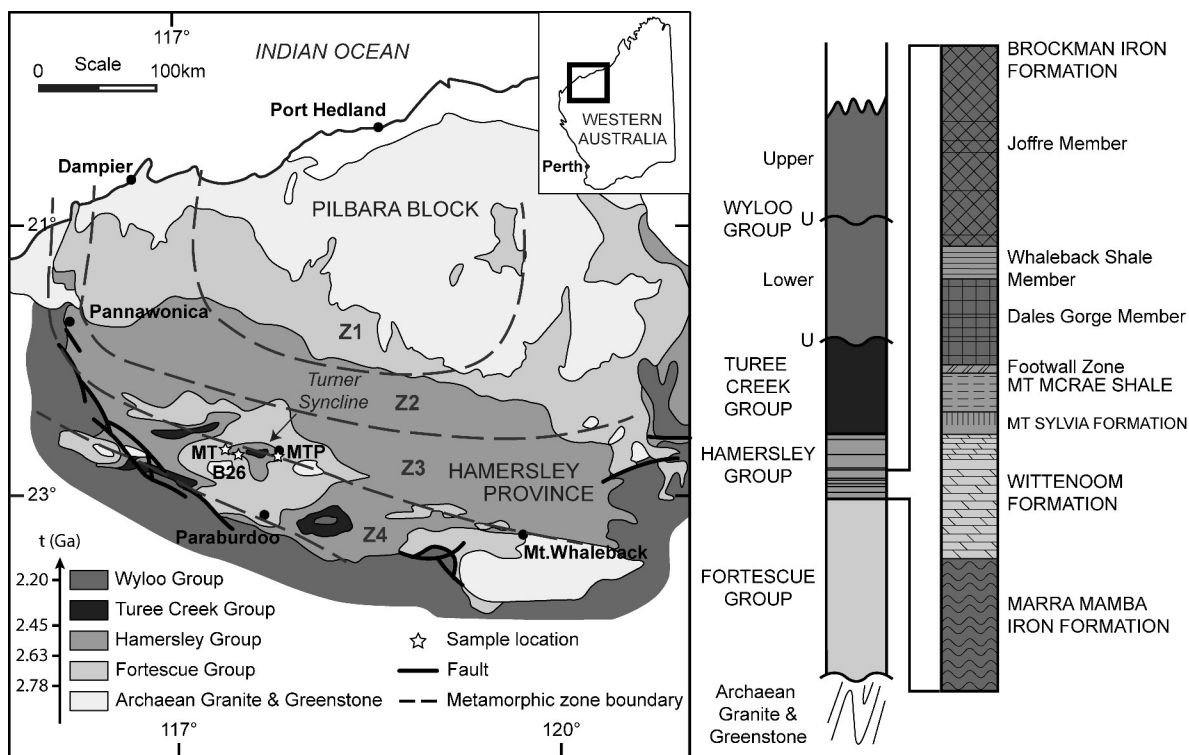 117°
INDIAN OCEAN
0 Scale 100km
Port Hedland
Dampier
WESTERN
AUSTRALIA
Perth
21°
PILBARA BLOCK
Pannawonica
Z1
Turner
Syncline
Z2
MT
MTP
B26
Z3
HAMERSLEY
PROVINCE
23°
Paraburdoo
Z4
Mt.Whaleback
t (Ga)
2.20
2.45
2.63
2.78
Wyloo Group
Turee Creek Group
Hamersley Group
Fortescue Group
Archaean Granite & Greenstone
Sample location
Fault
Metamorphic zone boundary
117°
120°
Upper
WYLOO
GROUP
U
Lower
U
TUREE
CREEK
GROUP
HAMERSLEY
GROUP
FORTESCUE
GROUP
Archaean
Granite &
Greenstone
BROCKMAN IRON
FORMATION
Joffre Member
Whaleback Shale
Member
Dales Gorge Member
Footwall Zone
MT MCRAE SHALE
MT SYLVIA FORMATION
WITTENOOM
FORMATION
MARRA MAMBA
IRON FORMATION